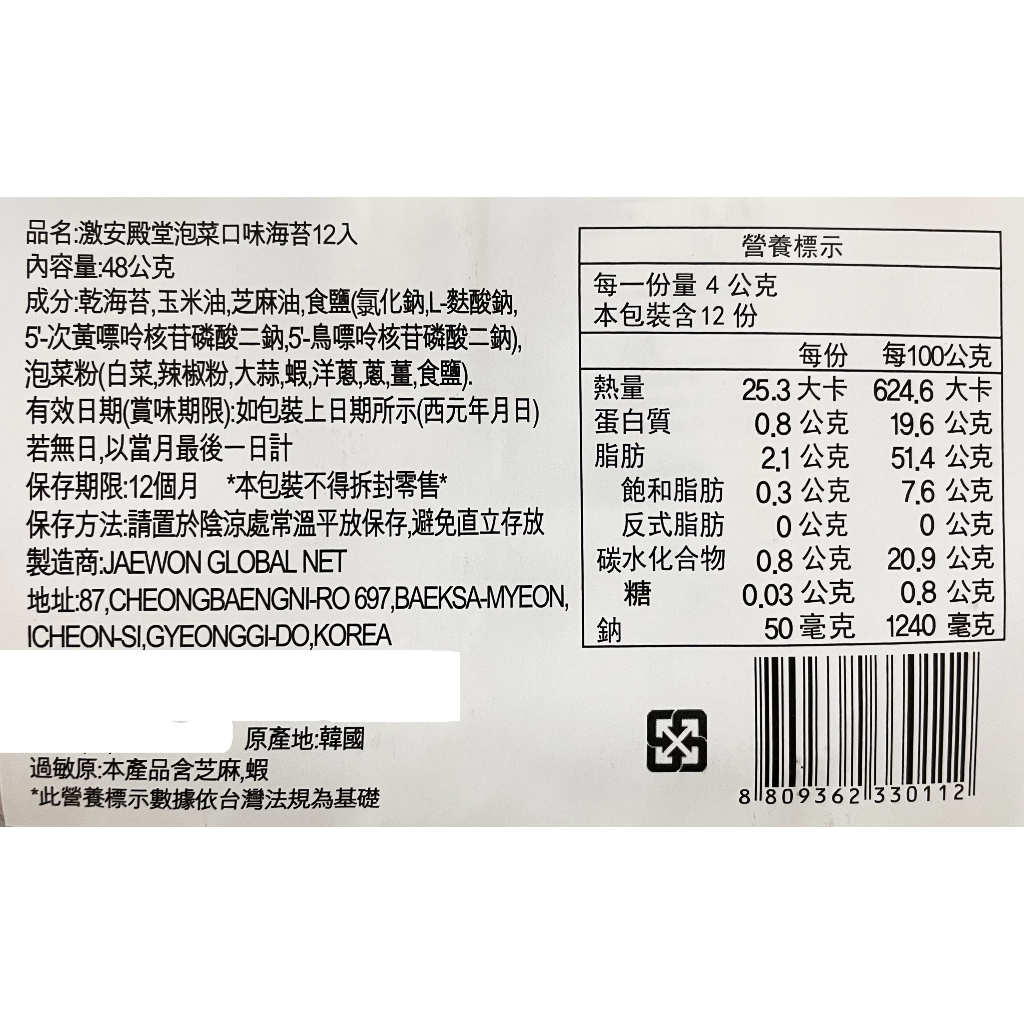 品名:激安殿堂泡菜口味海苔12入
內容量:48公克
成分:乾海苔,玉米油,芝麻油,食鹽(氯化鈉,L-麩酸鈉,
5'-次黃嘌呤核苷磷酸二鈉,5'-鳥嘌呤核苷磷酸二鈉),
泡菜粉(白菜,辣椒粉,大蒜,蝦,洋蔥,蔥,薑,食鹽).
有效日期(賞味期限):如包裝上日期所示(西元年月日)
若無日,以當月最後一日計
保存期限:12個月 *本包裝不得拆封零售*
保存方法:請置於陰涼處常溫平放保存,避免直立存放
製造商:JAEWON GLOBAL NET
地址:87,CHEONGBAENGNI-RO 697,BAEKSA-MYEON,
ICHEON-SI,GYEONGGI-DO,KOREA
原產地:韓國
過敏原:本產品含芝麻,蝦
*此營養標示數據依台灣法規為基礎
營養標示
每一份量 4 公克
本包裝含12 份
每份 每100公克
熱量 25.3 大卡 624.6 大卡
蛋白質 0.8 公克 19.6 公克
脂肪 2.1 公克 51.4 公克
飽和脂肪 0.3 公克 7.6 公克
反式脂肪 0 公克 0 公克
碳水化合物 0.8 公克 20.9 公克
糖 0.03 公克 0.8 公克
鈉 50 毫克 1240 毫克
8 809362 330112